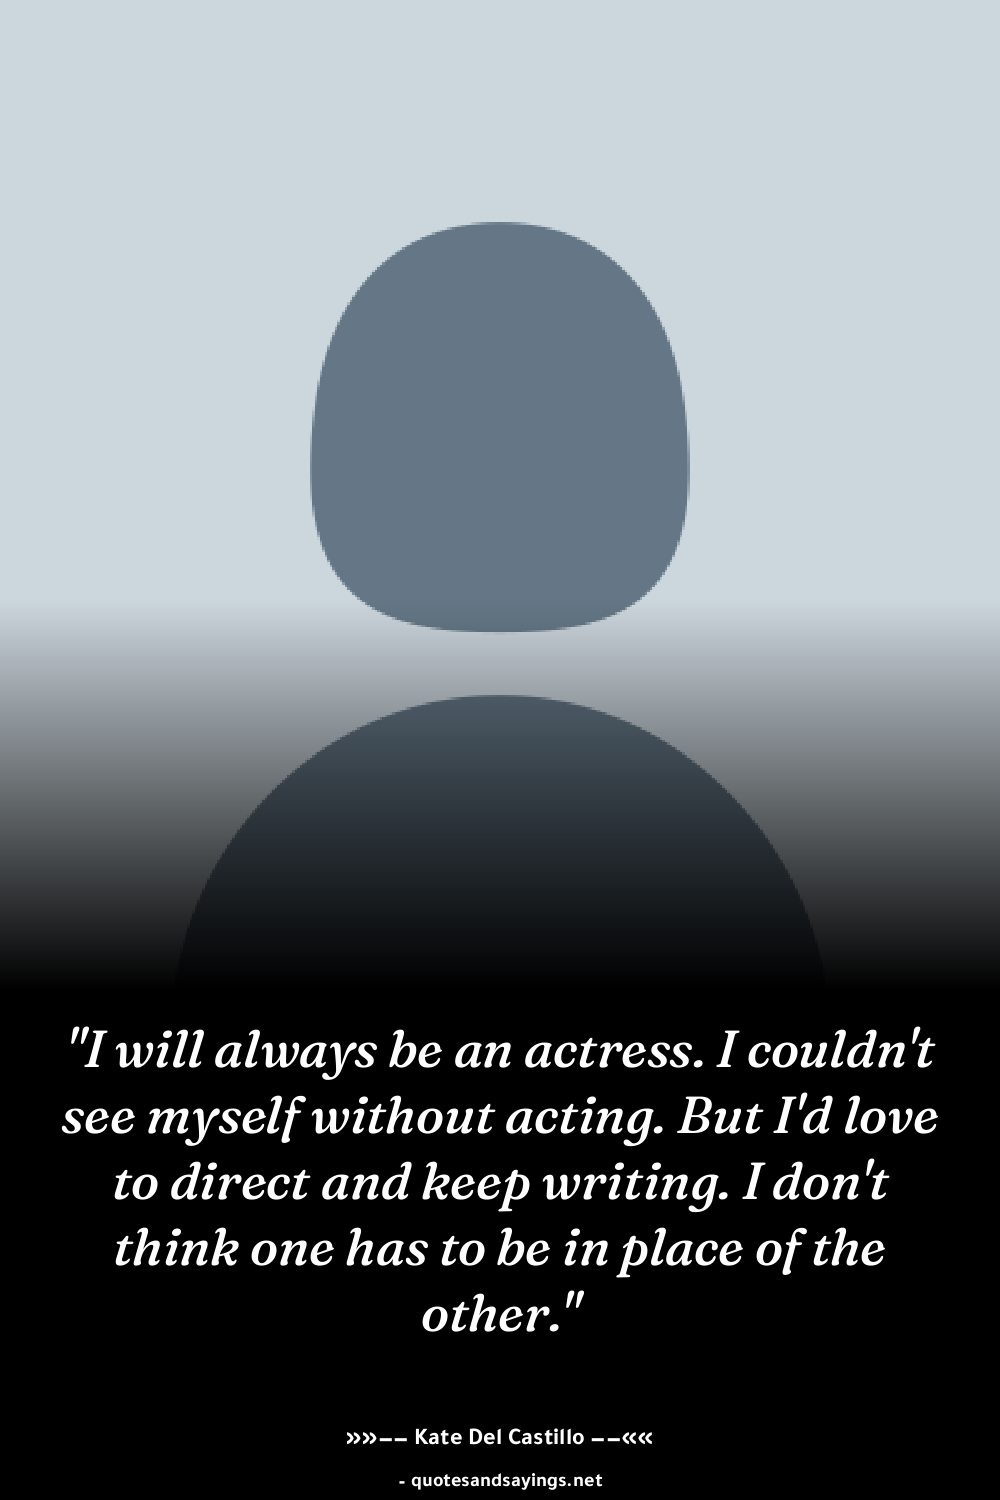 "I will always be an actress. I couldn't
see myself without acting. But I'd love
to direct and keep writing. I don't
think one has to be in place of the
other."
»»–– Kate Del Castillo ––««
- quotesandsayings.net